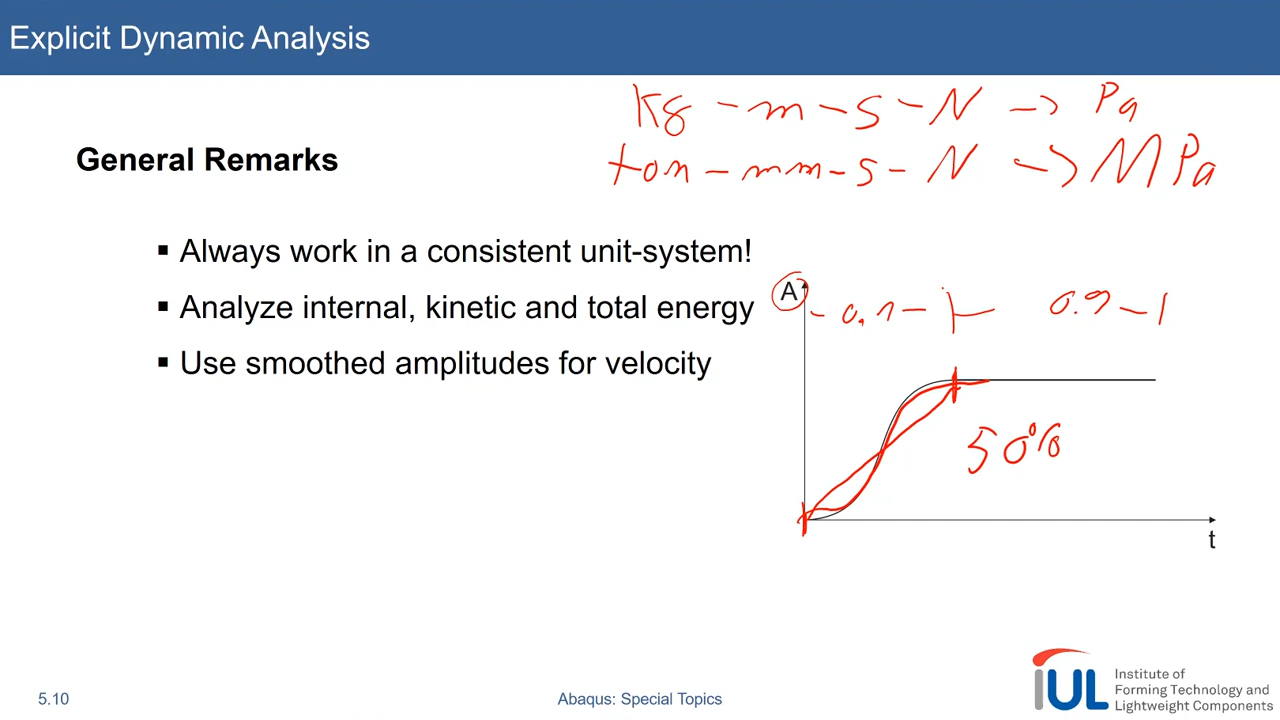 Explicit Dynamic Analysis
kg - m - s - N -> Pa
ton - mm - s - N -> MPa
General Remarks
▪ Always work in a consistent unit-system!
▪ Analyze internal, kinetic and total energy
▪ Use smoothed amplitudes for velocity
A
- 0.1 -
0.9 - 1
50%
t
5.10
Abaqus: Special Topics
IUL
Institute of
Forming Technology and
Lightweight Components